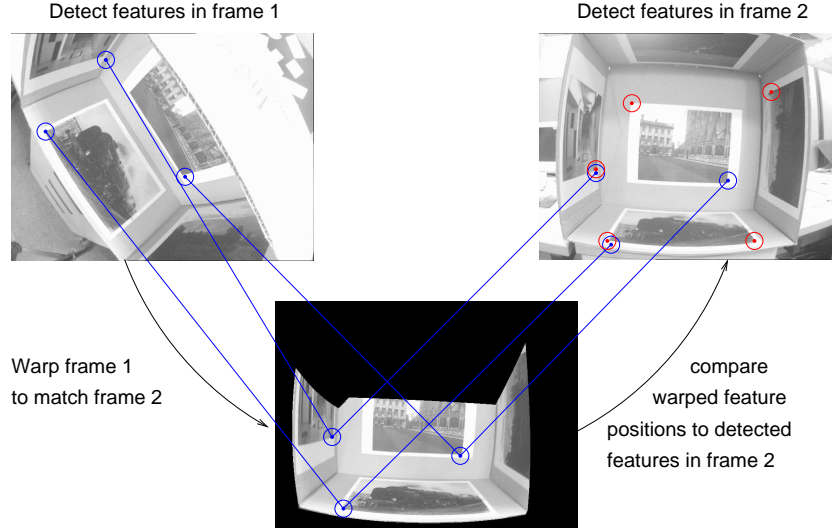 Detect features in frame 1
Detect features in frame 2
Warp frame 1
to match frame 2
compare
warped feature
positions to detected
features in frame 2